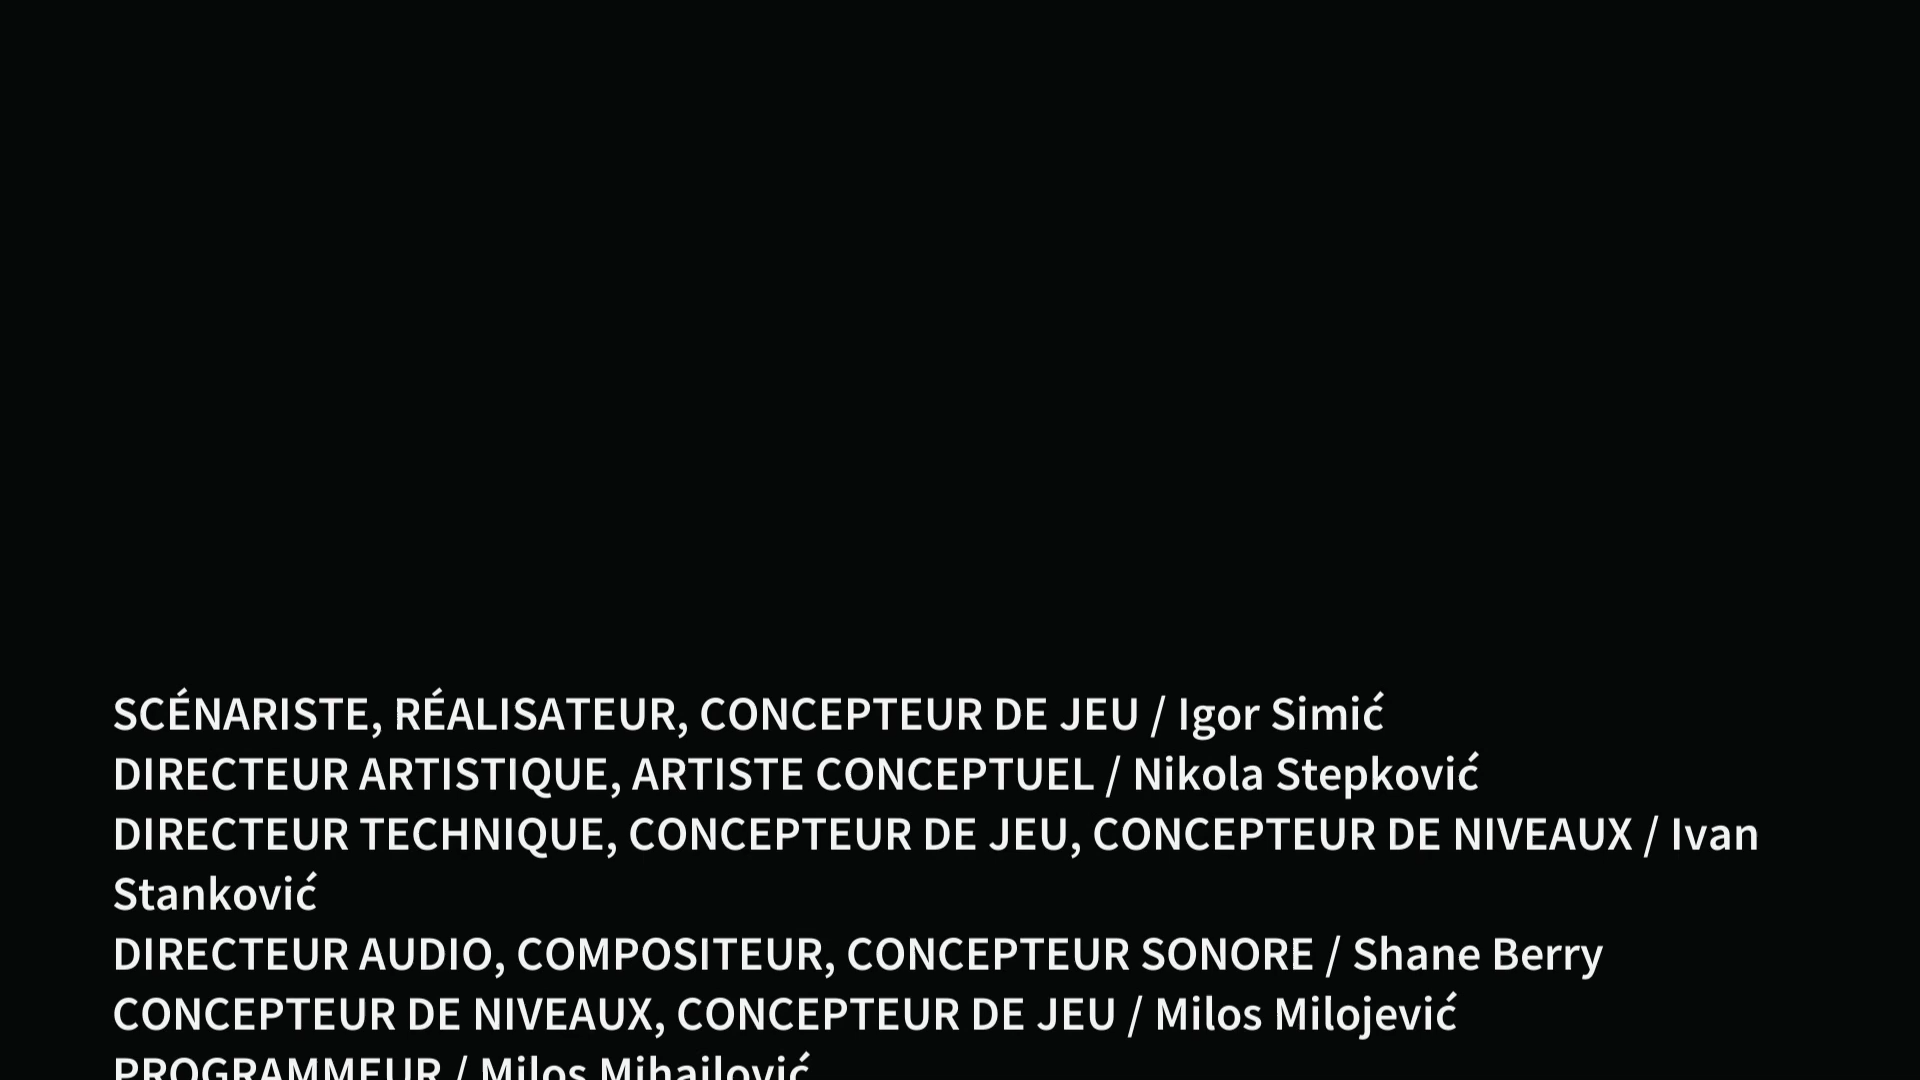 SCÉNARISTE, RÉALISATEUR, CONCEPTEUR DE JEU / Igor Simić
DIRECTEUR ARTISTIQUE, ARTISTE CONCEPTUEL / Nikola Stepković
DIRECTEUR TECHNIQUE, CONCEPTEUR DE JEU, CONCEPTEUR DE NIVEAUX / Ivan
Stanković
DIRECTEUR AUDIO, COMPOSITEUR, CONCEPTEUR SONORE / Shane Berry
CONCEPTEUR DE NIVEAUX, CONCEPTEUR DE JEU / Milos Milojević
PROGRAMMEUR / Milos Mihailović